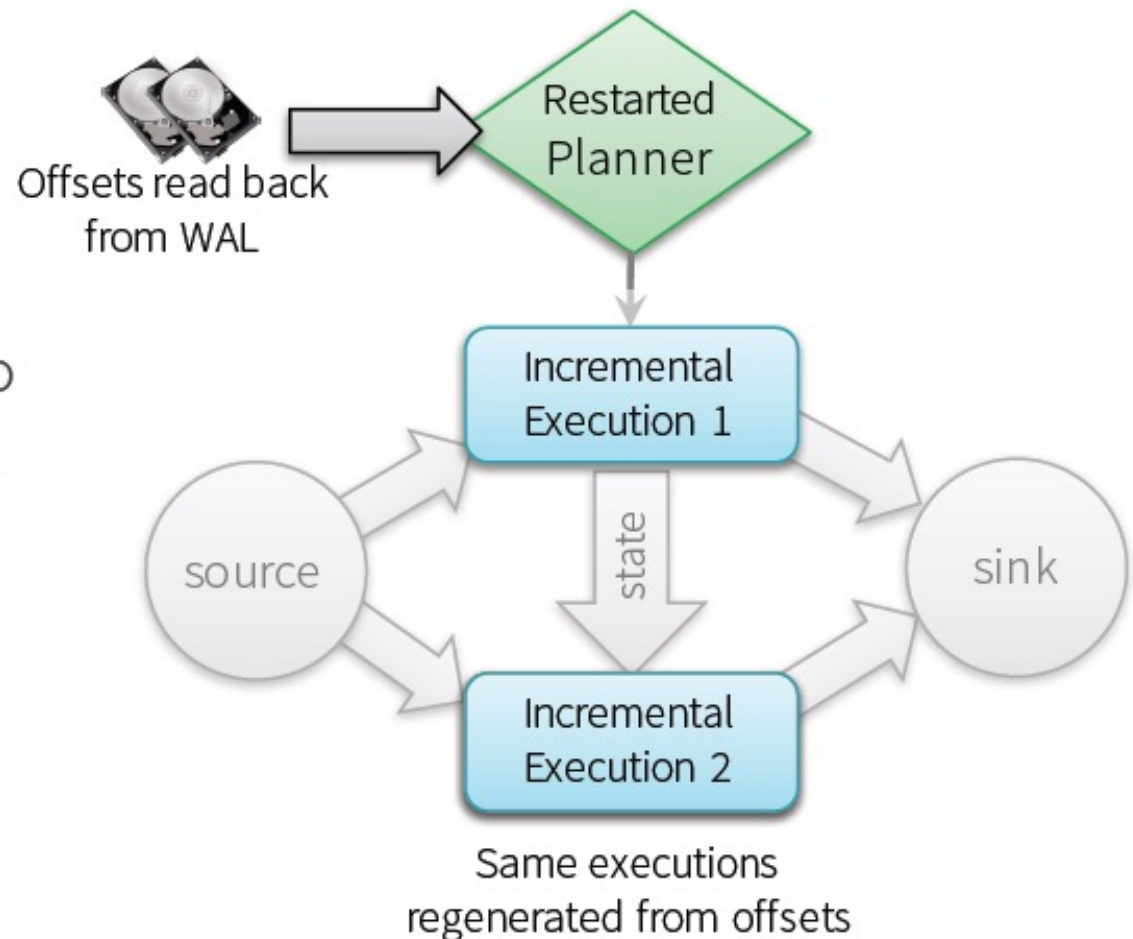 Restarted
Planner
Offsets read back
from WAL
Incremental
Execution 1
source
state
sink
Incremental
Execution 2
Same executions
regenerated from offsets